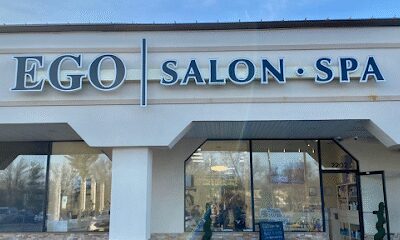 EGO | SALON · SPA